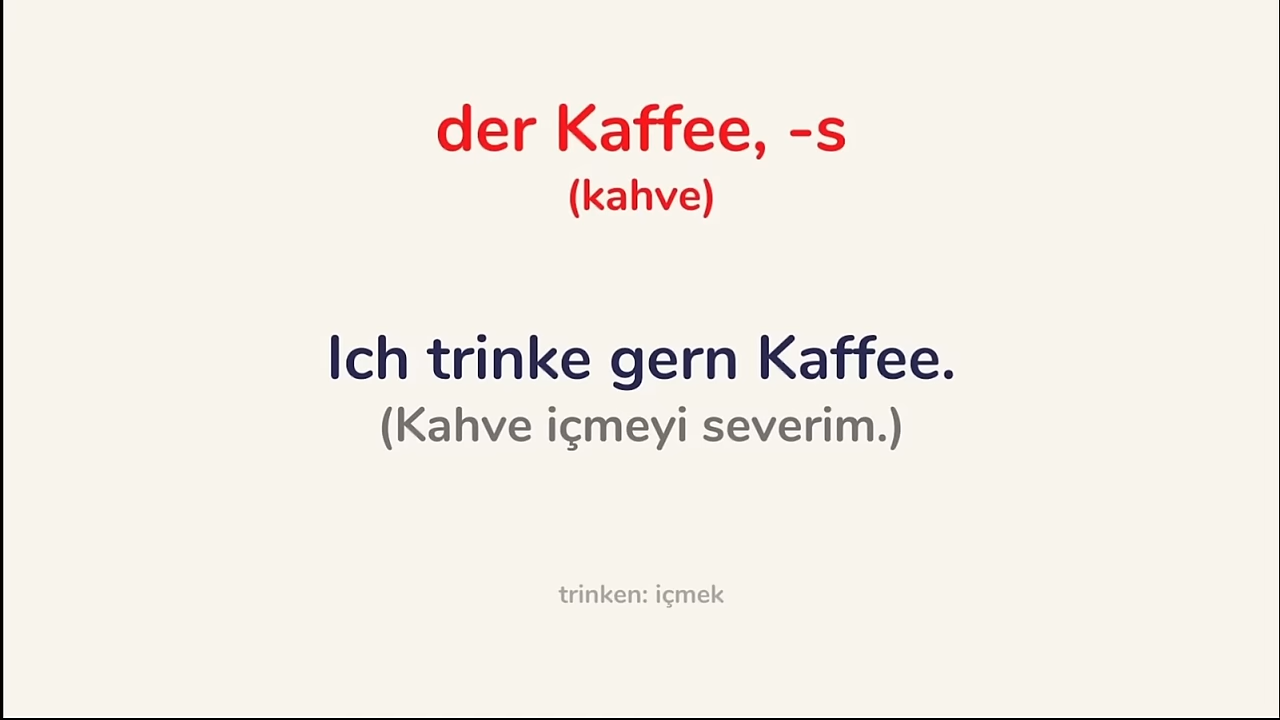 der Kaffee, -s
(kahve)
Ich trinke gern Kaffee.
(Kahve içmeyi severim.)
trinken: içmek